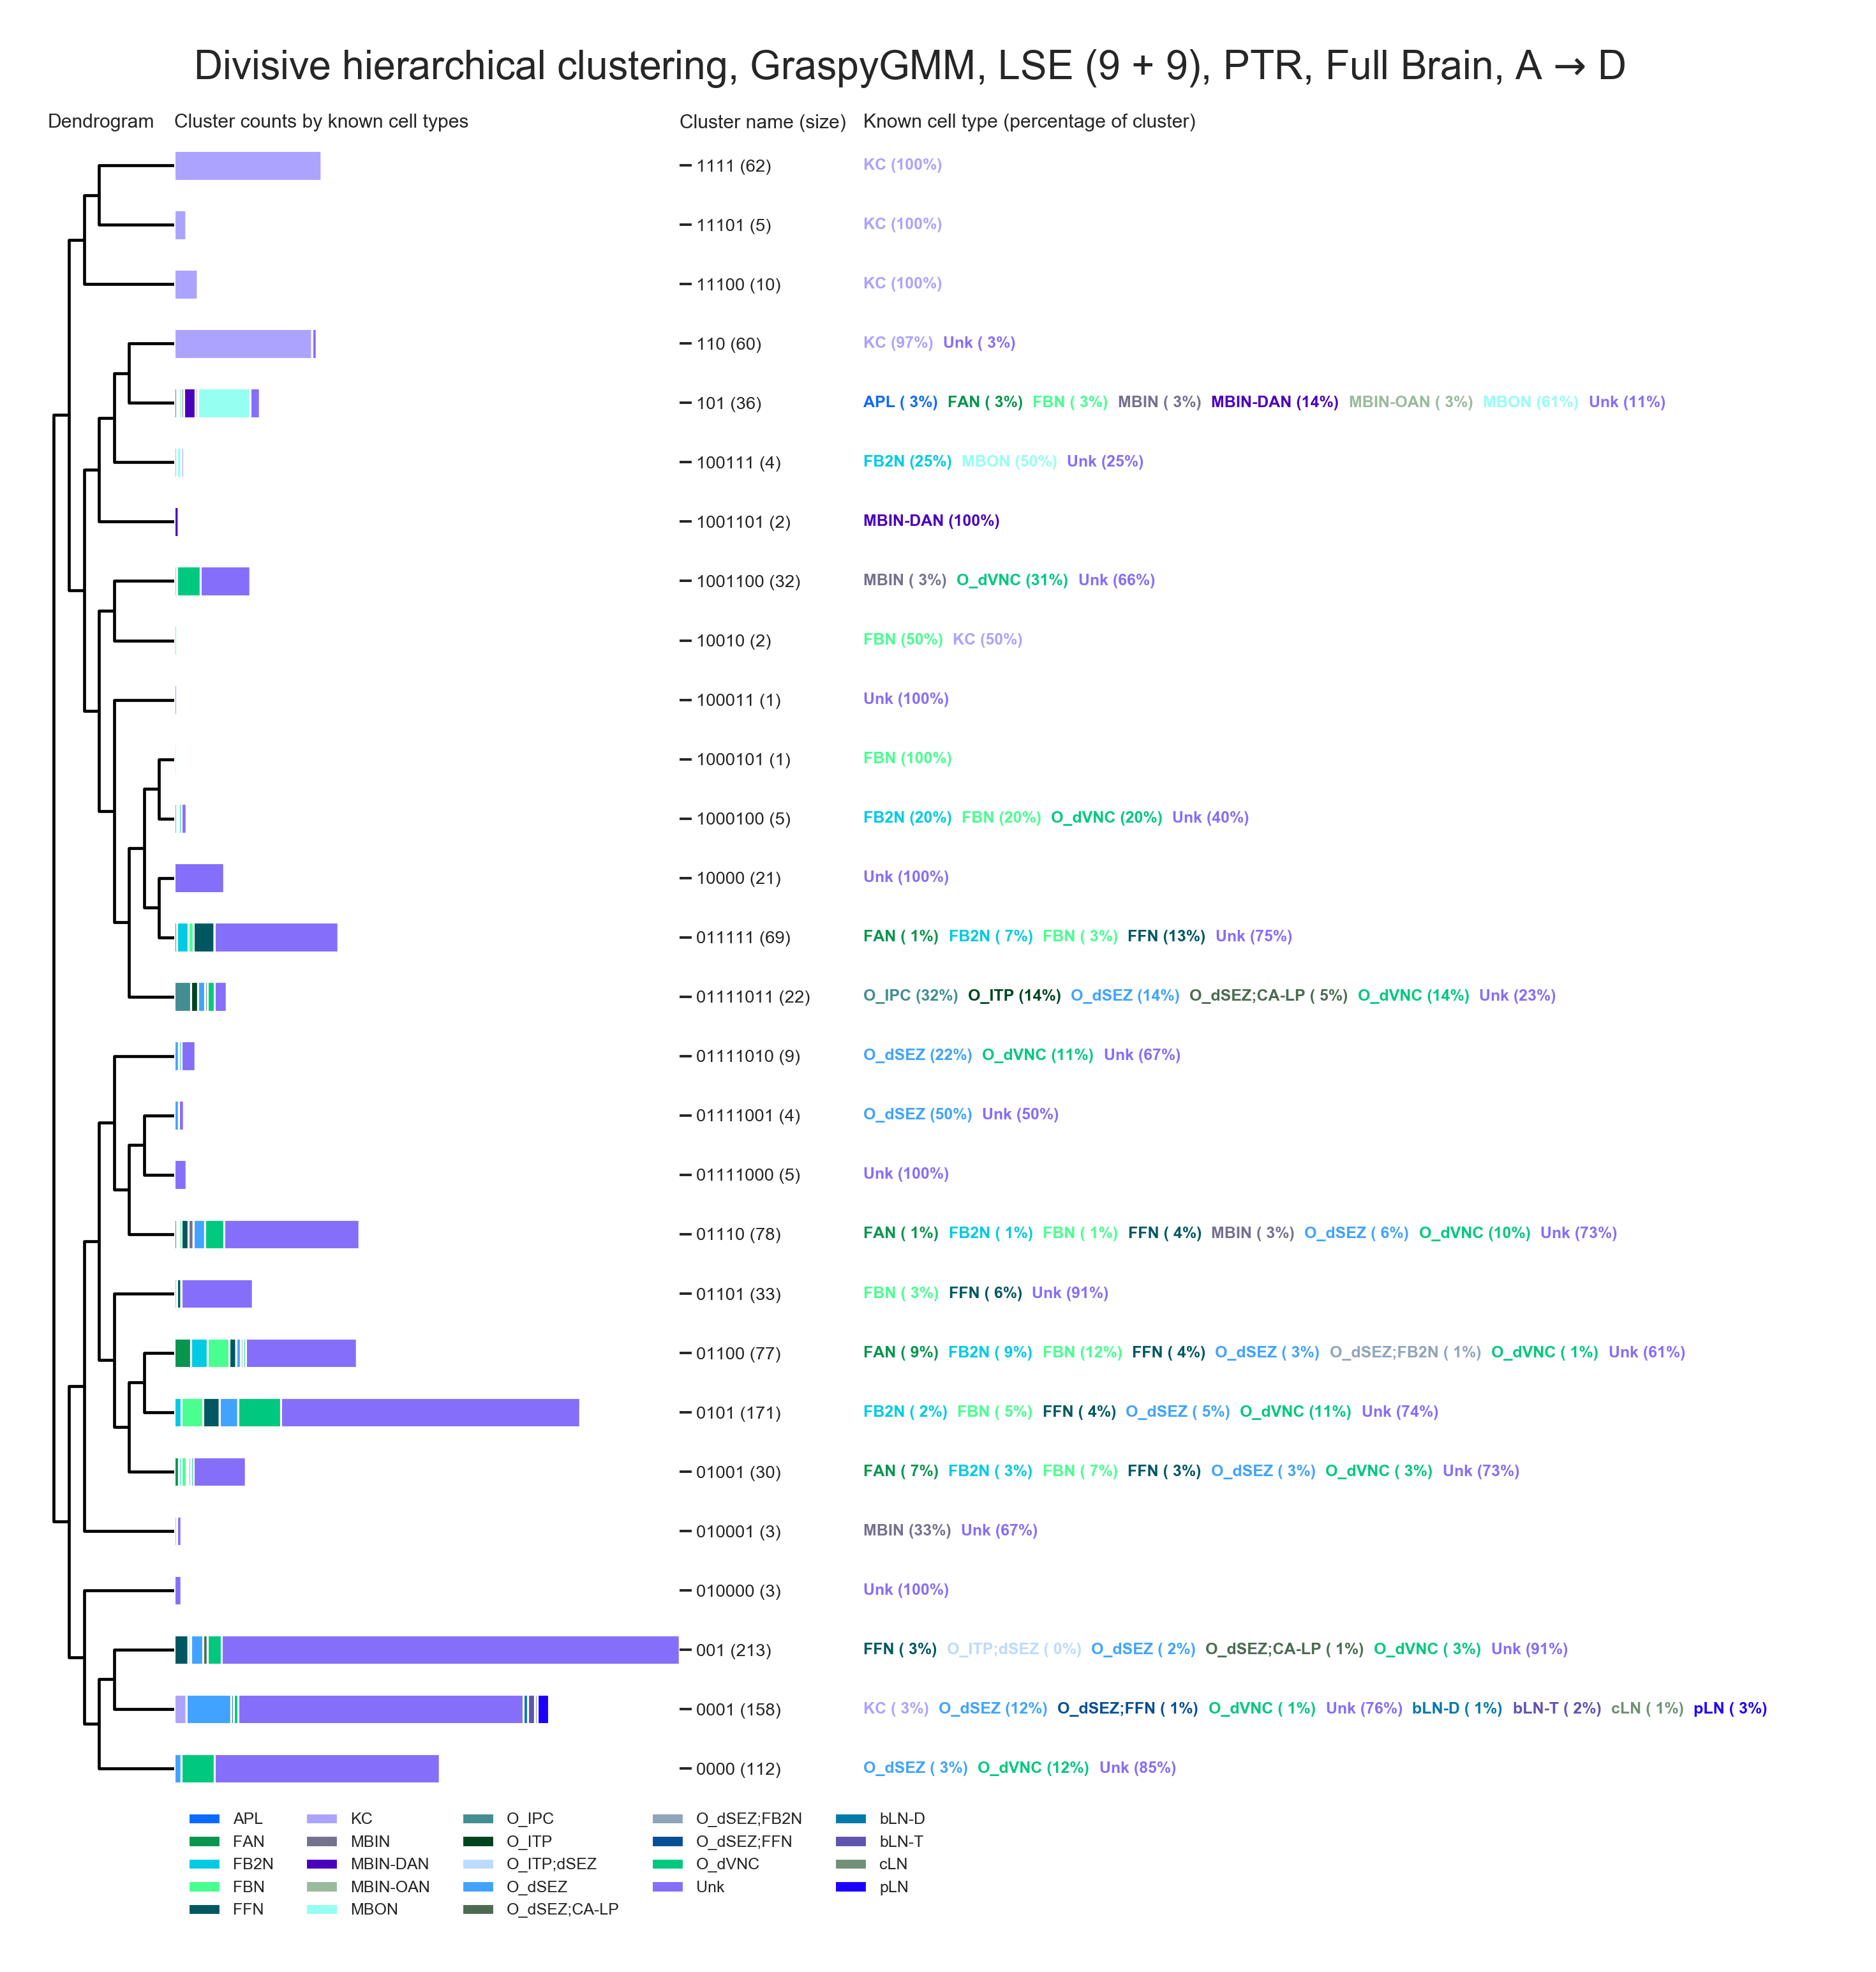 Divisive hierarchical clustering, GraspyGMM, LSE (9 + 9), PTR, Full Brain, A → D
Dendrogram Cluster counts by known cell types Cluster name (size) Known cell type (percentage of cluster)
1111 (62) KC (100%)
11101 (5) KC (100%)
11100 (10) KC (100%)
110 (60) KC (97%) Unk ( 3%)
101 (36) APL ( 3%) FAN ( 3%) FBN ( 3%) MBIN ( 3%) MBIN-DAN (14%) MBIN-OAN ( 3%) MBON (61%) Unk (11%)
100111 (4) FB2N (25%) MBON (50%) Unk (25%)
1001101 (2) MBIN-DAN (100%)
1001100 (32) MBIN ( 3%) O_dVNC (31%) Unk (66%)
10010 (2) FBN (50%) KC (50%)
100011 (1) Unk (100%)
1000101 (1) FBN (100%)
1000100 (5) FB2N (20%) FBN (20%) O_dVNC (20%) Unk (40%)
10000 (21) Unk (100%)
011111 (69) FAN ( 1%) FB2N ( 7%) FBN ( 3%) FFN (13%) Unk (75%)
01111011 (22) O_IPC (32%) O_ITP (14%) O_dSEZ (14%) O_dSEZ;CA-LP ( 5%) O_dVNC (14%) Unk (23%)
01111010 (9) O_dSEZ (22%) O_dVNC (11%) Unk (67%)
01111001 (4) O_dSEZ (50%) Unk (50%)
01111000 (5) Unk (100%)
01110 (78) FAN ( 1%) FB2N ( 1%) FBN ( 1%) FFN ( 4%) MBIN ( 3%) O_dSEZ ( 6%) O_dVNC (10%) Unk (73%)
01101 (33) FBN ( 3%) FFN ( 6%) Unk (91%)
01100 (77) FAN ( 9%) FB2N ( 9%) FBN (12%) FFN ( 4%) O_dSEZ ( 3%) O_dSEZ;FB2N ( 1%) O_dVNC ( 1%) Unk (61%)
0101 (171) FB2N ( 2%) FBN ( 5%) FFN ( 4%) O_dSEZ ( 5%) O_dVNC (11%) Unk (74%)
01001 (30) FAN ( 7%) FB2N ( 3%) FBN ( 7%) FFN ( 3%) O_dSEZ ( 3%) O_dVNC ( 3%) Unk (73%)
010001 (3) MBIN (33%) Unk (67%)
010000 (3) Unk (100%)
001 (213) FFN ( 3%) O_ITP;dSEZ ( 0%) O_dSEZ ( 2%) O_dSEZ;CA-LP ( 1%) O_dVNC ( 3%) Unk (91%)
0001 (158) KC ( 3%) O_dSEZ (12%) O_dSEZ;FFN ( 1%) O_dVNC ( 1%) Unk (76%) bLN-D ( 1%) bLN-T ( 2%) cLN ( 1%) pLN ( 3%)
0000 (112) O_dSEZ ( 3%) O_dVNC (12%) Unk (85%)
APL KC O_IPC O_dSEZ;FB2N bLN-D
FAN MBIN O_ITP O_dSEZ;FFN bLN-T
FB2N MBIN-DAN O_ITP;dSEZ O_dVNC cLN
FBN MBIN-OAN O_dSEZ Unk pLN
FFN MBON O_dSEZ;CA-LP